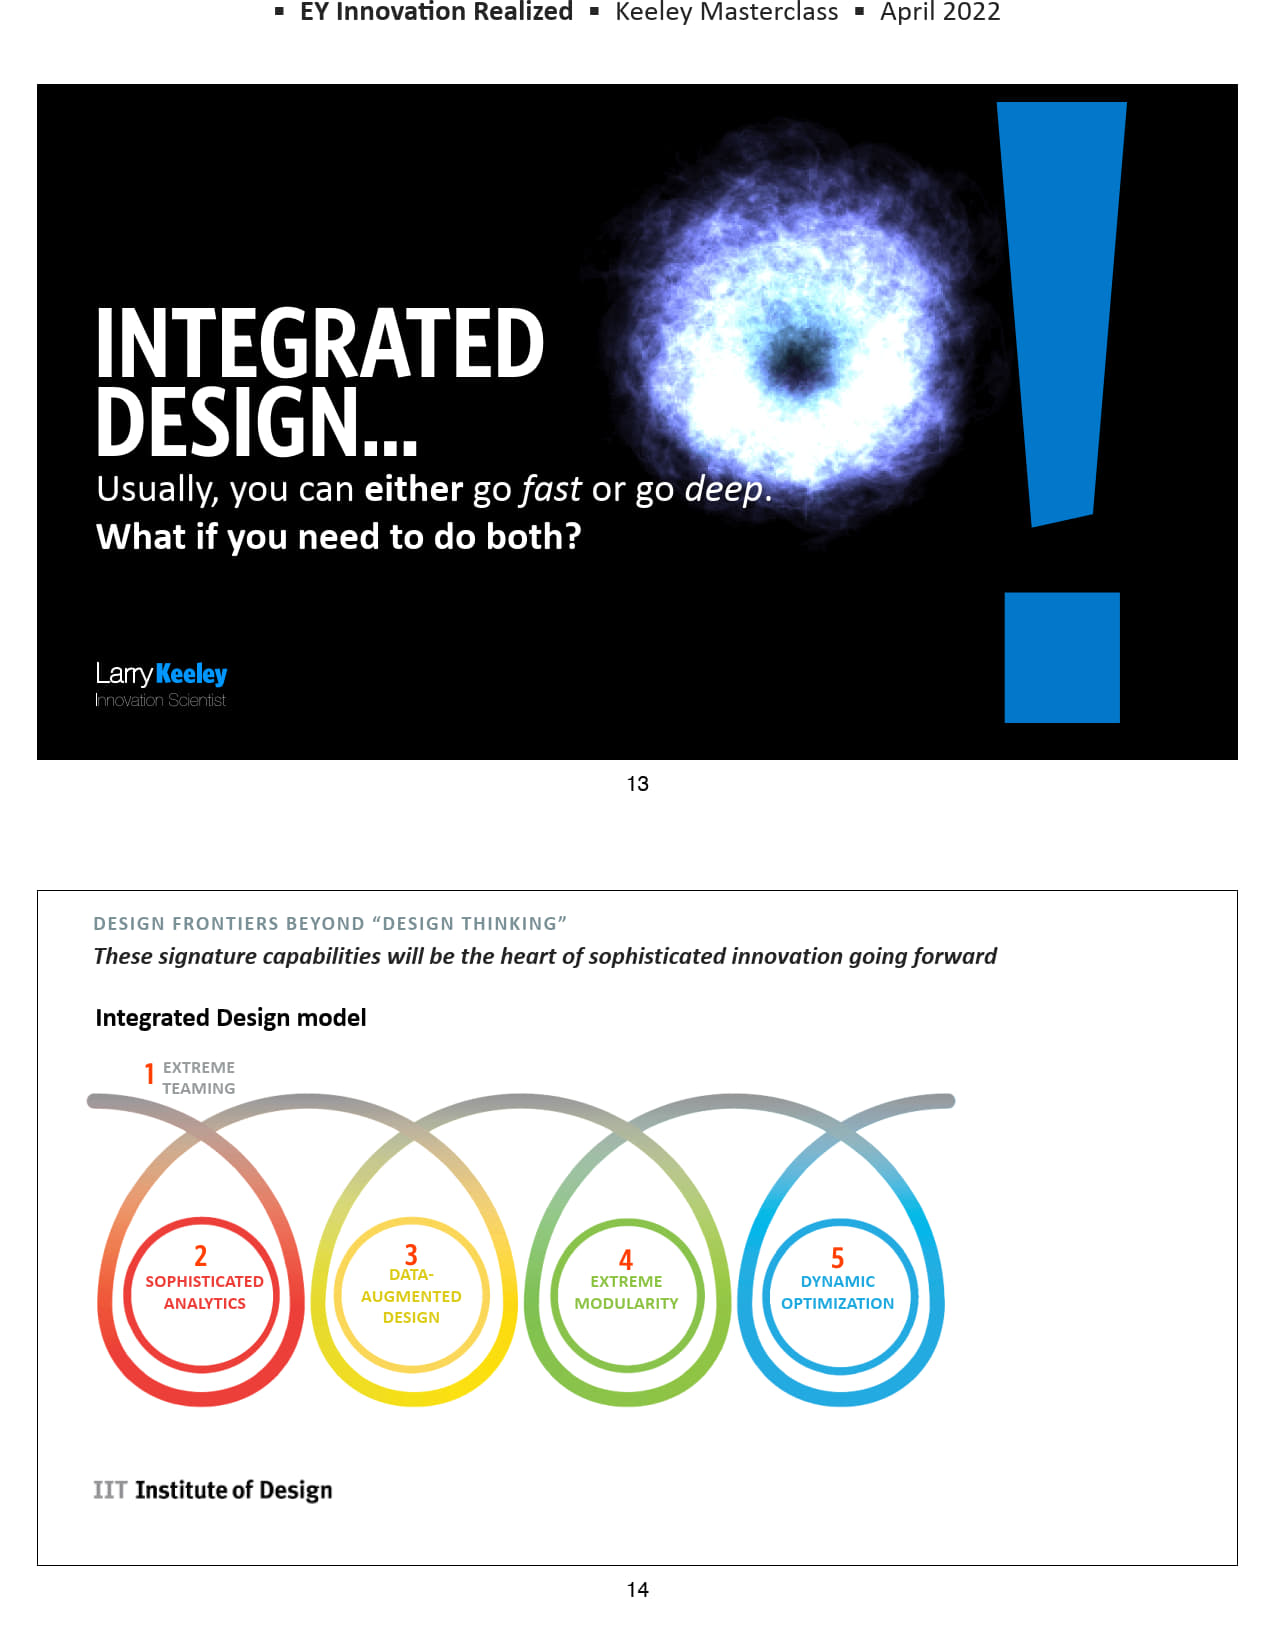 ▪ EY Innovation Realized ▪ Keeley Masterclass ▪ April 2022
INTEGRATED
DESIGN...
Usually, you can either go fast or go deep.
What if you need to do both?
Larry Keeley
Innovation Scientist
13
DESIGN FRONTIERS BEYOND “DESIGN THINKING”
These signature capabilities will be the heart of sophisticated innovation going forward
Integrated Design model
1 EXTREME
TEAMING
2
SOPHISTICATED
ANALYTICS
3
DATA-
AUGMENTED
DESIGN
4
EXTREME
MODULARITY
5
DYNAMIC
OPTIMIZATION
IIT Institute of Design
14